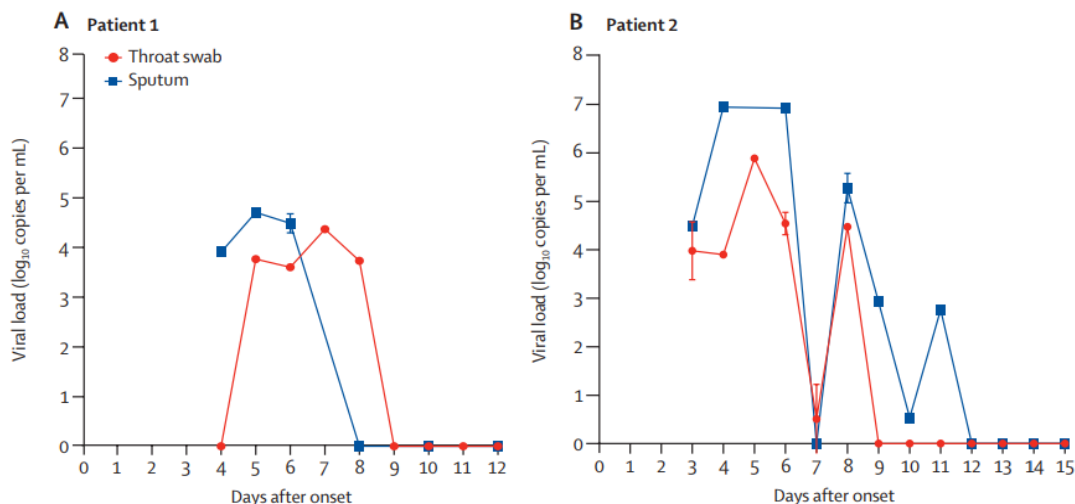 A Patient 1
Throat swab
Sputum
Viral load (log₁₀ copies per mL)
8
7
6
5
4
3
2
1
0
0 1 2 3 4 5 6 7 8 9 10 11 12
Days after onset
B Patient 2
Viral load (log₁₀ copies per mL)
8
7
6
5
4
3
2
1
0
0 1 2 3 4 5 6 7 8 9 10 11 12 13 14 15
Days after onset